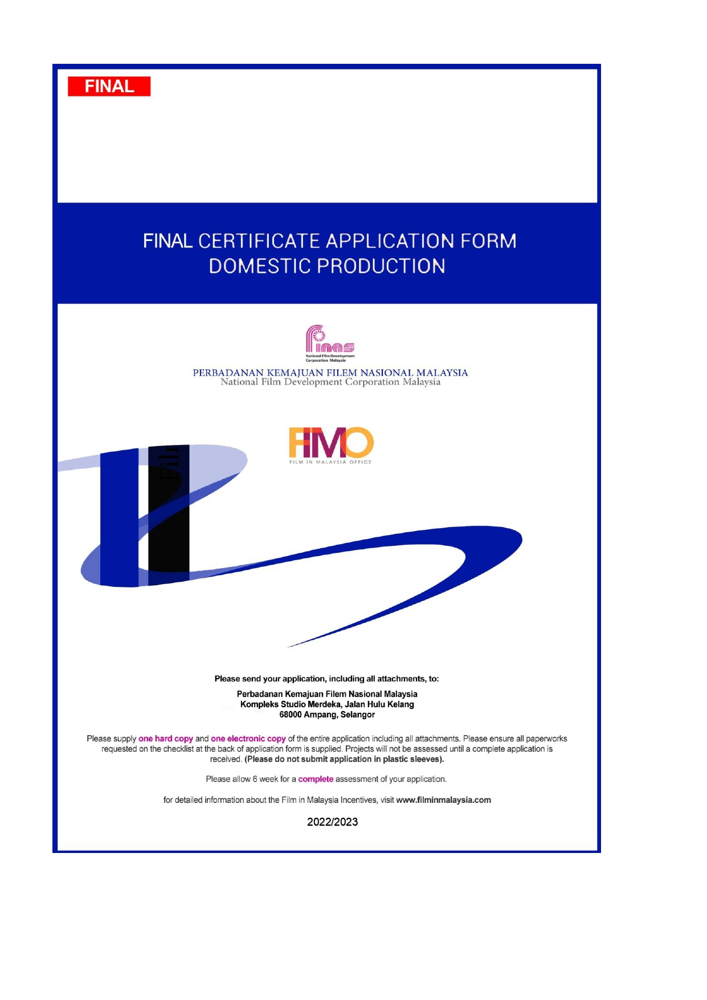 FINAL
FINAL CERTIFICATE APPLICATION FORM
DOMESTIC PRODUCTION
Finas
National Film Development
Corporation Malaysia
PERBADANAN KEMAJUAN FILEM NASIONAL MALAYSIA
National Film Development Corporation Malaysia
FIMO
FILM IN MALAYSIA OFFICE
Film
Please send your application, including all attachments, to:
Perbadanan Kemajuan Filem Nasional Malaysia
Kompleks Studio Merdeka, Jalan Hulu Kelang
68000 Ampang, Selangor
Please supply one hard copy and one electronic copy of the entire application including all attachments. Please ensure all paperworks
requested on the checklist at the back of application form is supplied. Projects will not be assessed until a complete application is
received. (Please do not submit application in plastic sleeves).
Please allow 6 week for a complete assessment of your application.
for detailed information about the Film in Malaysia Incentives, visit www.filminmalaysia.com
2022/2023